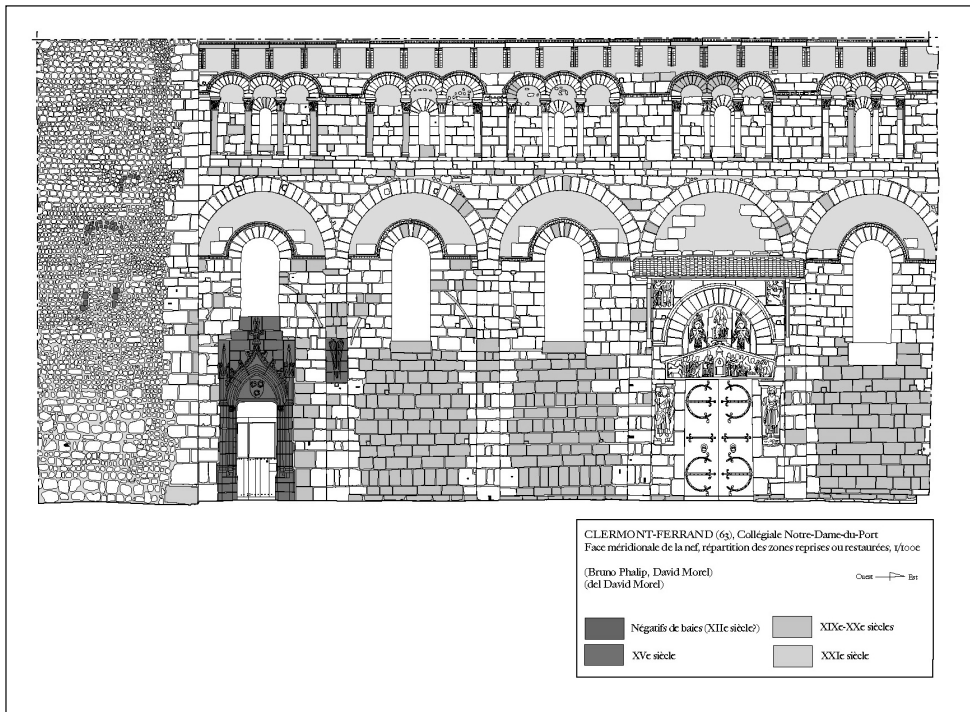 CLERMONT-FERRAND (63), Collégiale Notre-Dame-du-Port
Face méridionale de la nef, répartition des zones reprises ou restaurées, 1/100e
(Bruno Phalip, David Morel)
(del David Morel)
Ouest Est
Négatifs de baies (XIIe siècle?)
XVe siècle
XIXe-XXe siècles
XXIe siècle